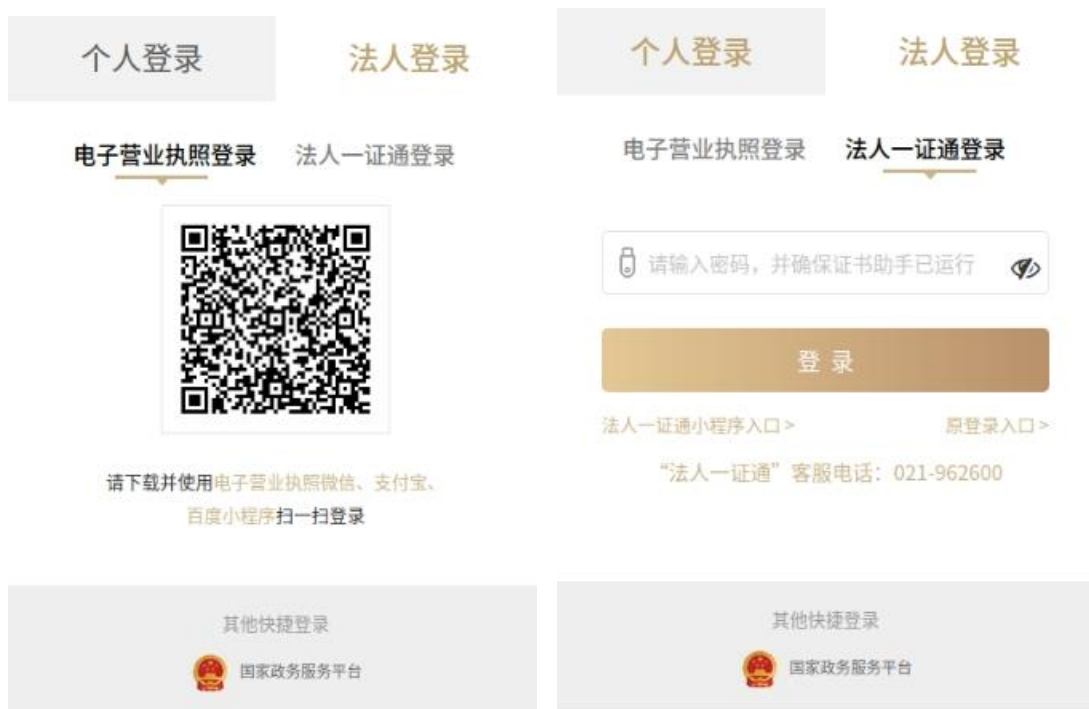 个人登录
法人登录
电子营业执照登录
法人一证通登录
请下载并使用电子营业执照微信、支付宝、
百度小程序扫一扫登录
其他快捷登录
国家政务服务平台
个人登录
法人登录
电子营业执照登录
法人一证通登录
请输入密码，并确保证书助手已运行
登录
法人一证通小程序入口>
原登录入口>
“法人一证通”客服电话：021-962600
其他快捷登录
国家政务服务平台